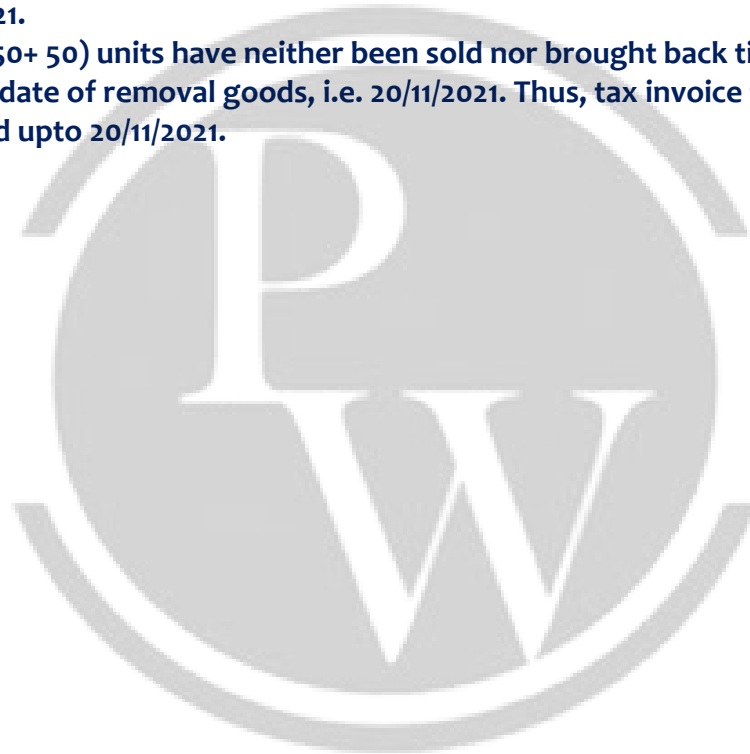 21.
50+ 50) units have neither been sold nor brought back ti
date of removal goods, i.e. 20/11/2021. Thus, tax invoice
d upto 20/11/2021.
PW